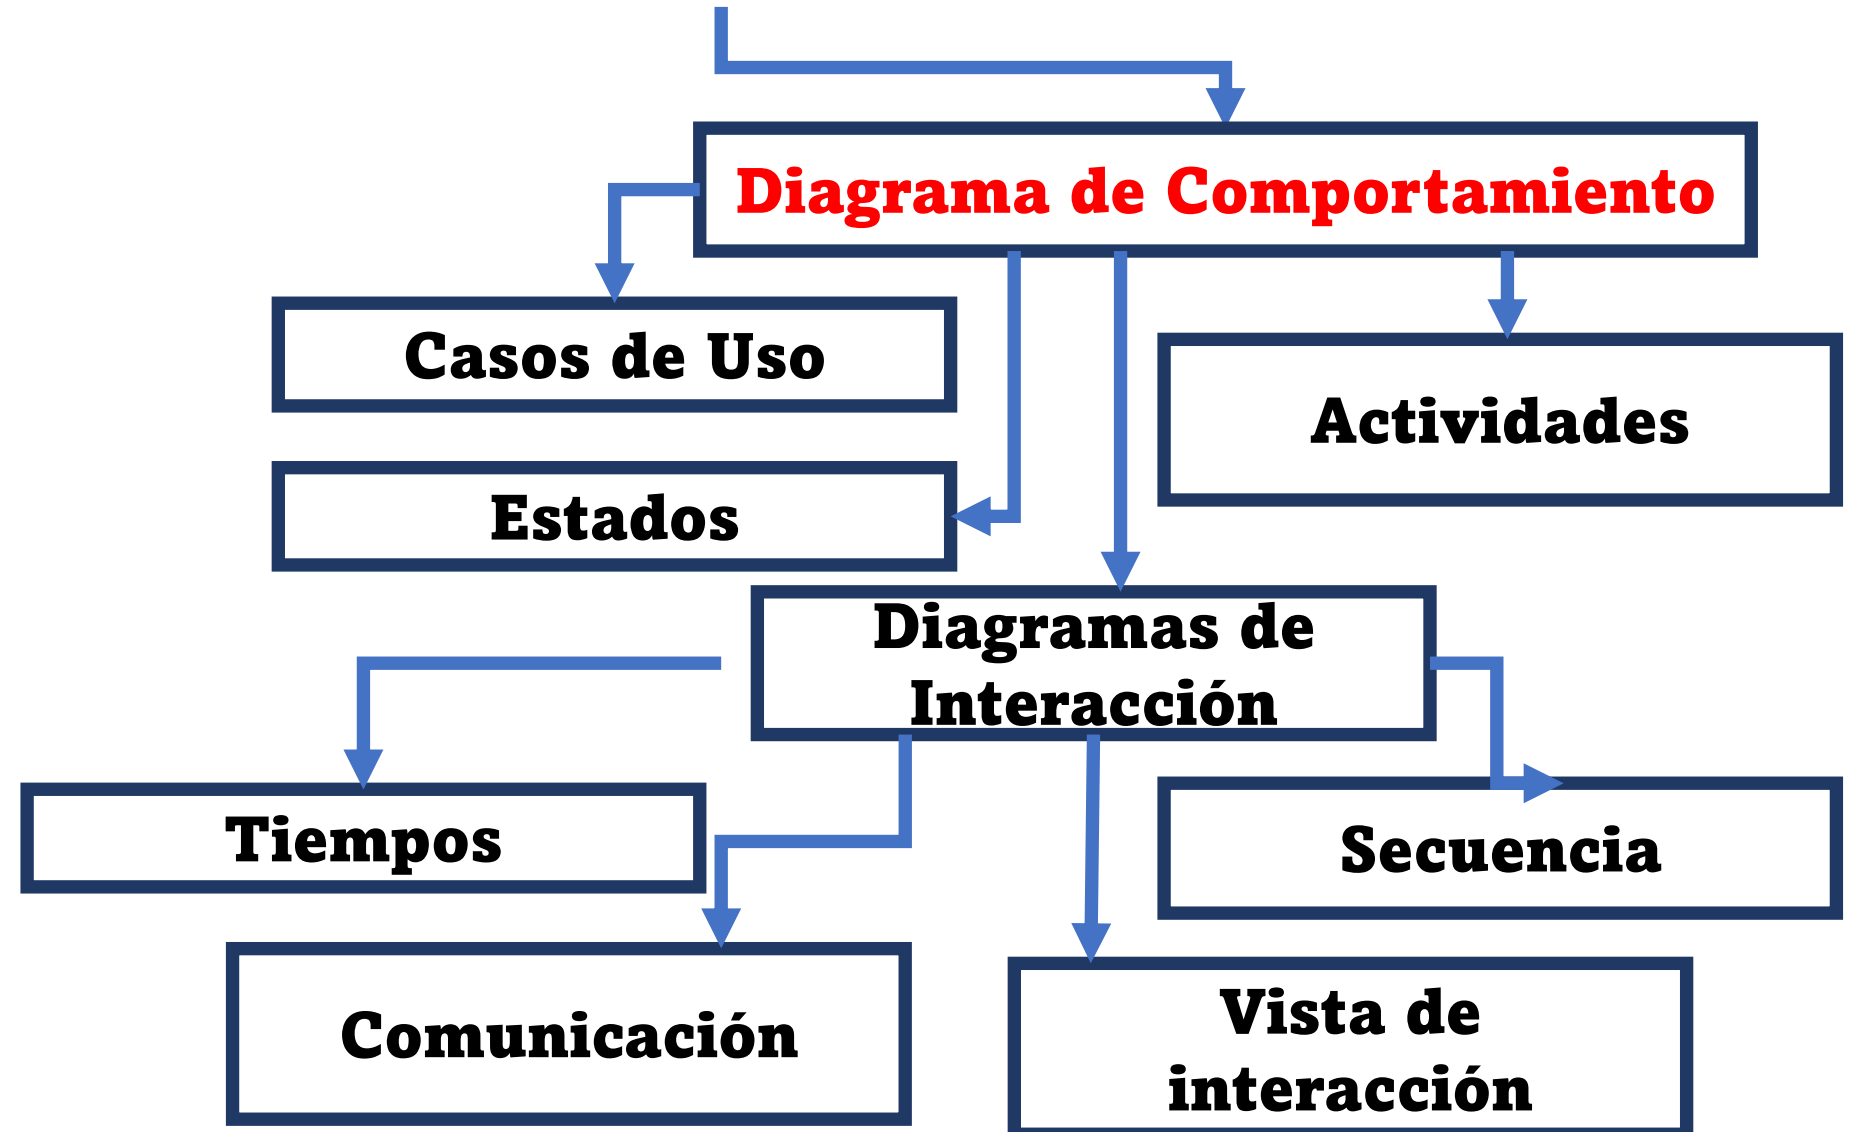 Diagrama de Comportamiento
Casos de Uso
Actividades
Estados
Diagramas de
Interacción
Tiempos
Secuencia
Comunicación
Vista de
interacción